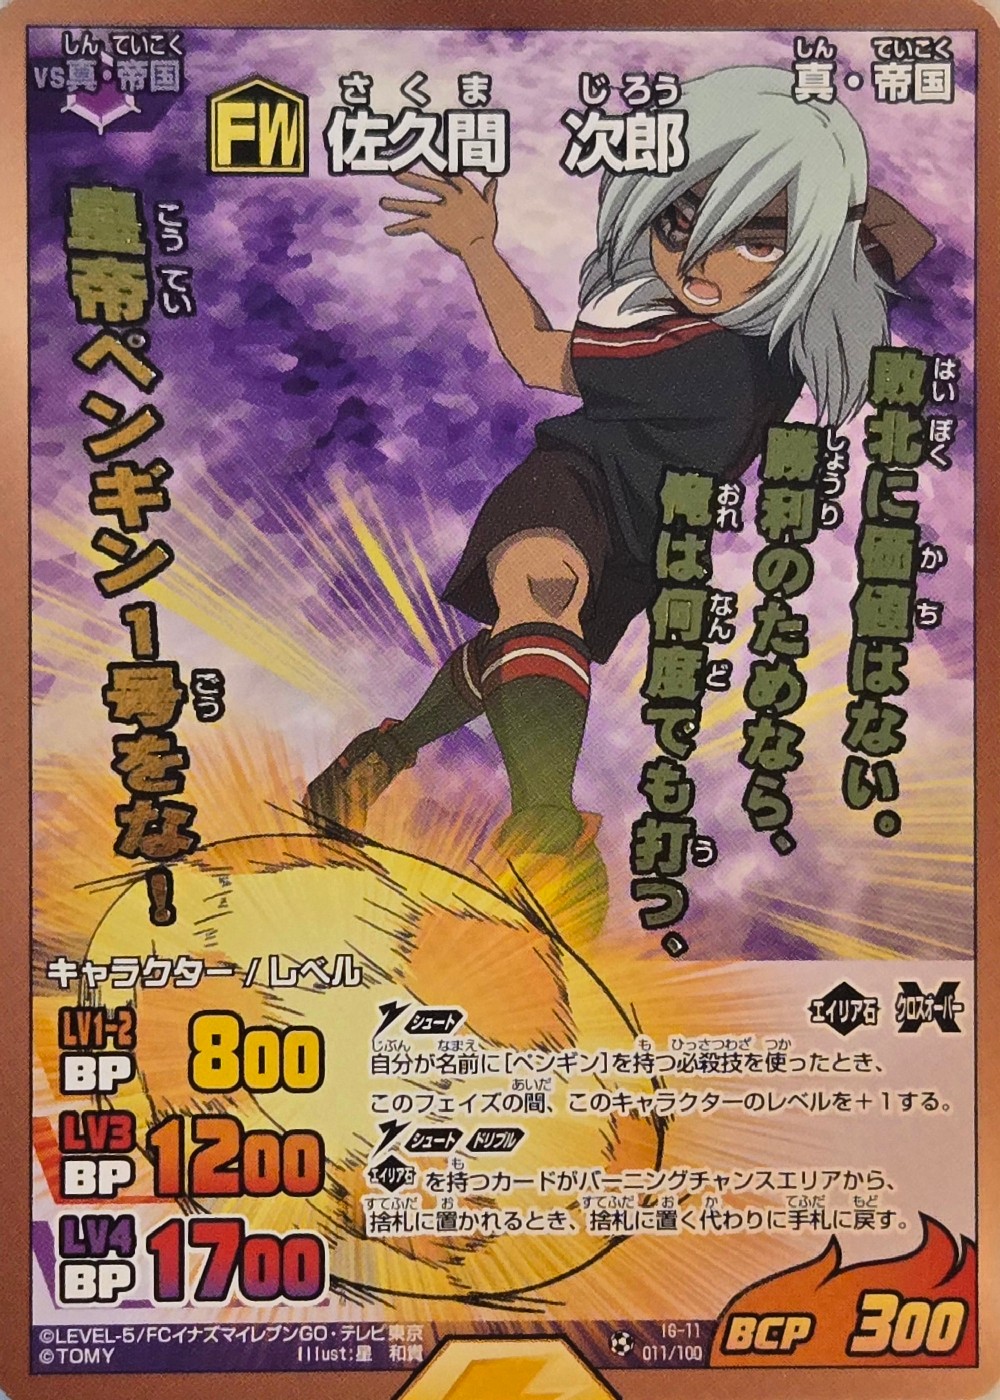 しん ていこく
VS真・帝国
FW
さくま じろう
佐久間 次郎
しん ていこく
真・帝国
はいぼく かち
敗北に価値はない。
しょうり
勝利のためなら、
おれ なんど う
俺は何度でも打つ、
こうてい ごう
皇帝ペンギン1号をな!
キャラクター/レベル
LV1-2
BP 800
LV3
BP 1200
LV4
BP 1700
エイリア石 クロスオーバー
シュート
じぶん なまえ も ひっさつわざ つか
自分が名前に[ペンギン]を持つ必殺技を使ったとき、
あいだ
このフェイズの間、このキャラクターのレベルを+1する。
シュート ドリブル
も
エイリア石を持つカードがバーニングチャンスエリアから、
すてふだ お すてふだ お か てふだ もど
捨札に置かれるとき、捨札に置く代わりに手札に戻す。
©LEVEL-5/FCイナズマイレブンGO・テレビ東京
©TOMY Illust:星 和貴
IG-11
011/100
BCP 300